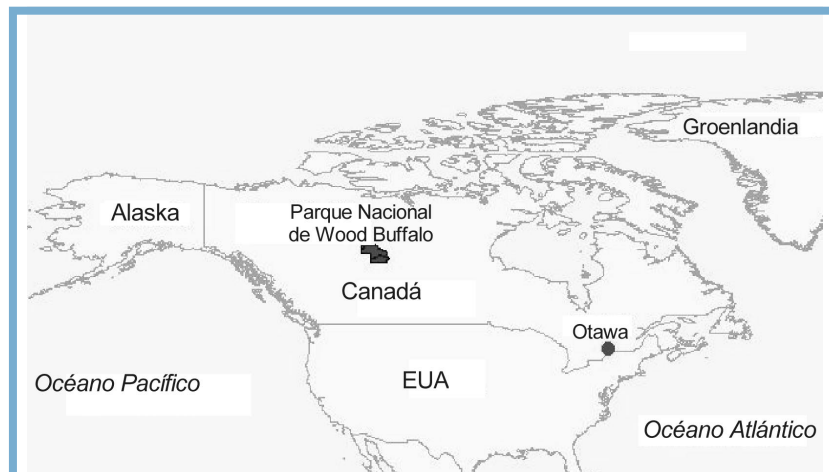 Groenlandia
Alaska
Parque Nacional
de Wood Buffalo
Canadá
Otawa
EUA
Océano Pacífico
Océano Atlántico